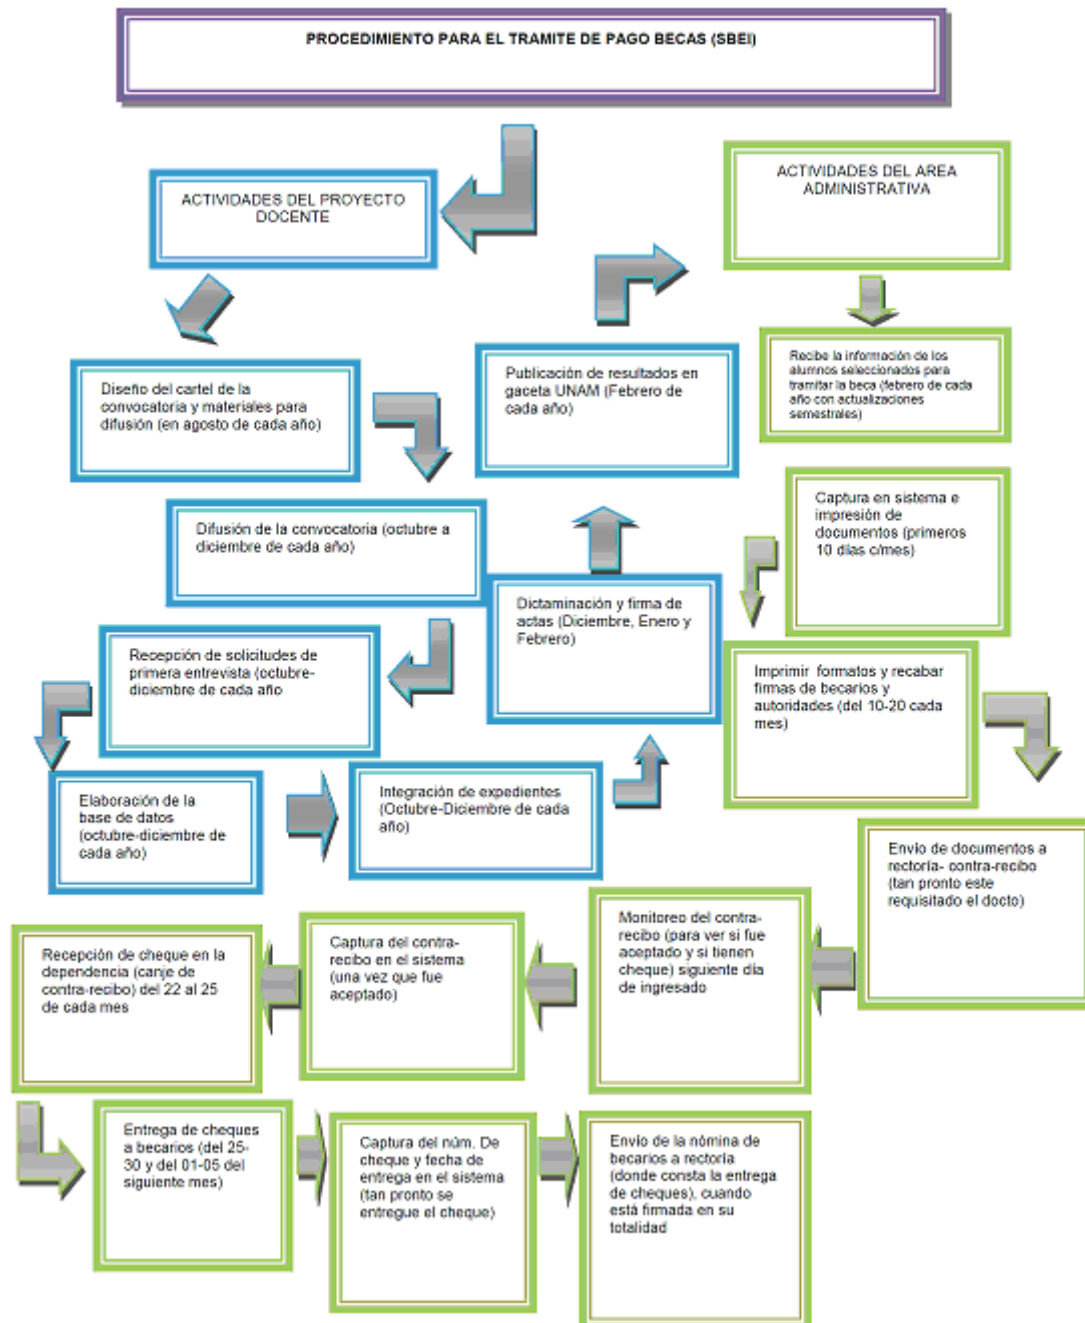 PROCEDIMIENTO PARA EL TRAMITE DE PAGO BECAS (SBEI)
ACTIVIDADES DEL PROYECTO
DOCENTE
Diseño del cartel de la
convocatoria y materiales para
difusión (en agosto de cada año)
Difusión de la convocatoria (octubre a
diciembre de cada año)
Recepción de solicitudes de
primera entrevista (octubre-
diciembre de cada año
Elaboración de la
base de datos
(octubre-diciembre de
cada año)
Integración de expedientes
(Octubre-Diciembre de cada
año)
Dictaminación y firma de
actas (Diciembre, Enero y
Febrero)
Publicación de resultados en
gaceta UNAM (Febrero de
cada año)
ACTIVIDADES DEL AREA
ADMINISTRATIVA
Recibe la información de los
alumnos seleccionados para
tramitar la beca (febrero de cada
año con actualizaciones
semestrales)
Captura en sistema e
impresión de
documentos (primeros
10 días c/mes)
Imprimir formatos y recabar
firmas de becarios y
autoridades (del 10-20 cada
mes)
Envío de documentos a
rectoría- contra-recibo
(tan pronto este
requisitado el docto)
Monitoreo del contra-
recibo (para ver si fue
aceptado y si tienen
cheque) siguiente día
de ingresado
Captura del contra-
recibo en el sistema
(una vez que fue
aceptado)
Recepción de cheque en la
dependencia (canje de
contra-recibo) del 22 al 25
de cada mes
Entrega de cheques
a becarios (del 25-
30 y del 01-05 del
siguiente mes)
Captura del núm. De
cheque y fecha de
entrega en el sistema
(tan pronto se
entregue el cheque)
Envío de la nómina de
becarios a rectoría
(donde consta la entrega
de cheques), cuando
está firmada en su
totalidad